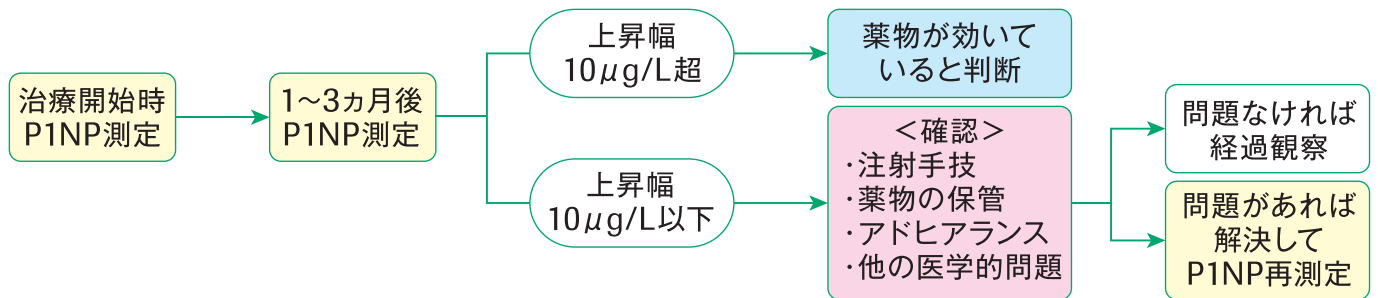 治療開始時
P1NP測定
1～3ヵ月後
P1NP測定
上昇幅
10μg/L超
薬物が効いて
いると判断
上昇幅
10μg/L以下
＜確認＞
・注射手技
・薬物の保管
・アドヒアランス
・他の医学的問題
問題なければ
経過観察
問題があれば
解決して
P1NP再測定